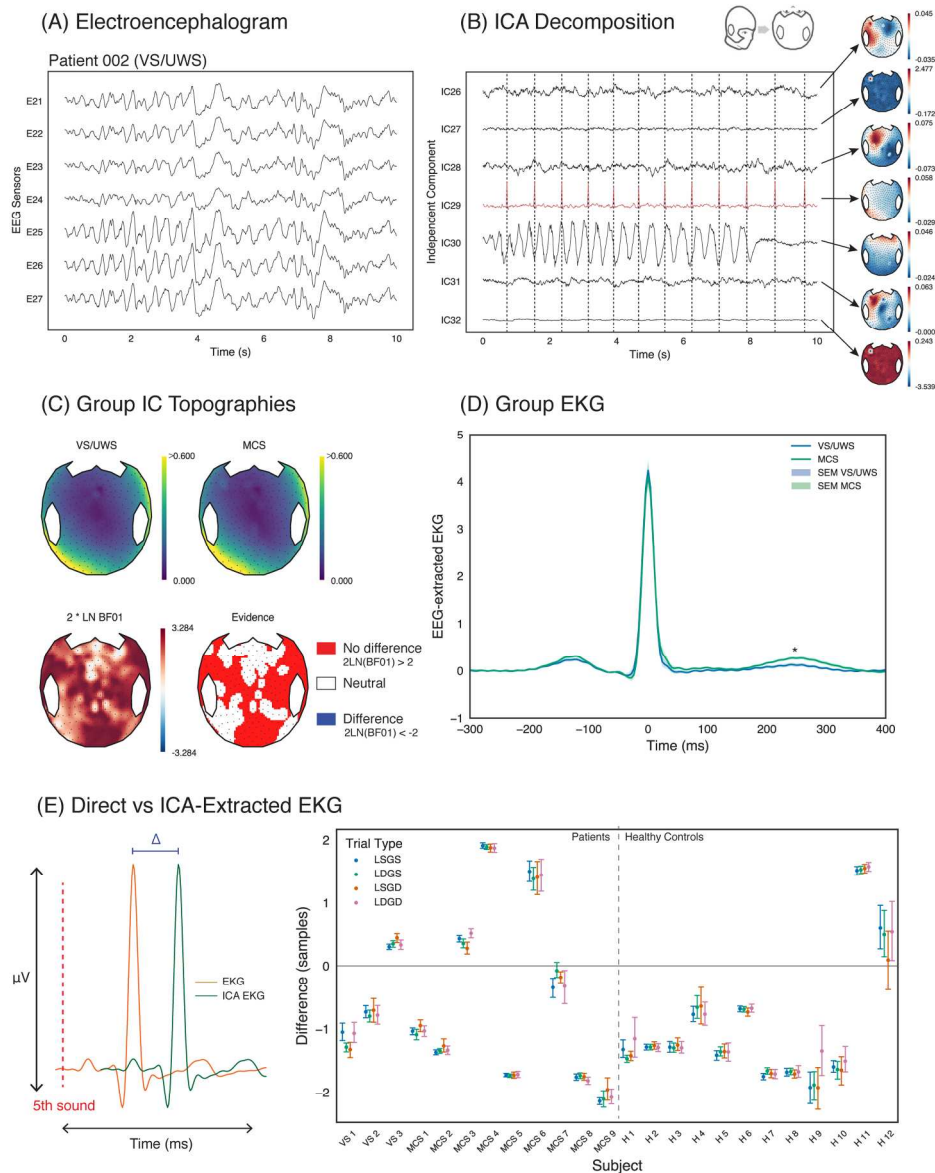 (A) Electroencephalogram
Patient 002 (VS/UWS)
EEG Sensors
E21
E22
E23
E24
E25
E26
E27
0 2 4 6 8 10
Time (s)
(B) ICA Decomposition
Independent Component
IC26
IC27
IC28
IC29
IC30
IC31
IC32
0 2 4 6 8 10
Time (s)
0.045
-0.035
2.477
-0.172
0.075
-0.073
0.058
-0.029
0.046
-0.024
0.063
-0.000
0.243
-3.539
(C) Group IC Topographies
VS/UWS
>0.600
0.000
MCS
>0.600
0.000
2 * LN BF01
3.284
-3.284
Evidence
No difference
2LN(BF01) > 2
Neutral
Difference
2LN(BF01) < -2
(D) Group EKG
EEG-extracted EKG
5
4
3
2
1
0
−1
VS/UWS
MCS
SEM VS/UWS
SEM MCS
*
−300 −200 −100 0 100 200 300 400
Time (ms)
(E) Direct vs ICA-Extracted EKG
Δ
μV
EKG
ICA EKG
5th sound
Time (ms)
Difference (samples)
2
1
0
−1
−2
Trial Type
LSGS
LDGS
LSGD
LDGD
Patients
Healthy Controls
VS 1
VS 2
VS 3
MCS 1
MCS 2
MCS 3
MCS 4
MCS 5
MCS 6
MCS 7
MCS 8
MCS 9
H 1
H 2
H 3
H 4
H 5
H 6
H 7
H 8
H 9
H 10
H 11
H 12
Subject